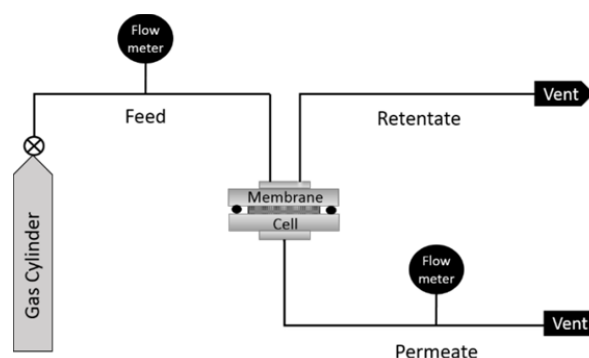 Flow
meter
Feed
Vent
Retentate
Membrane
Cell
Gas Cylinder
Flow
meter
Vent
Permeate